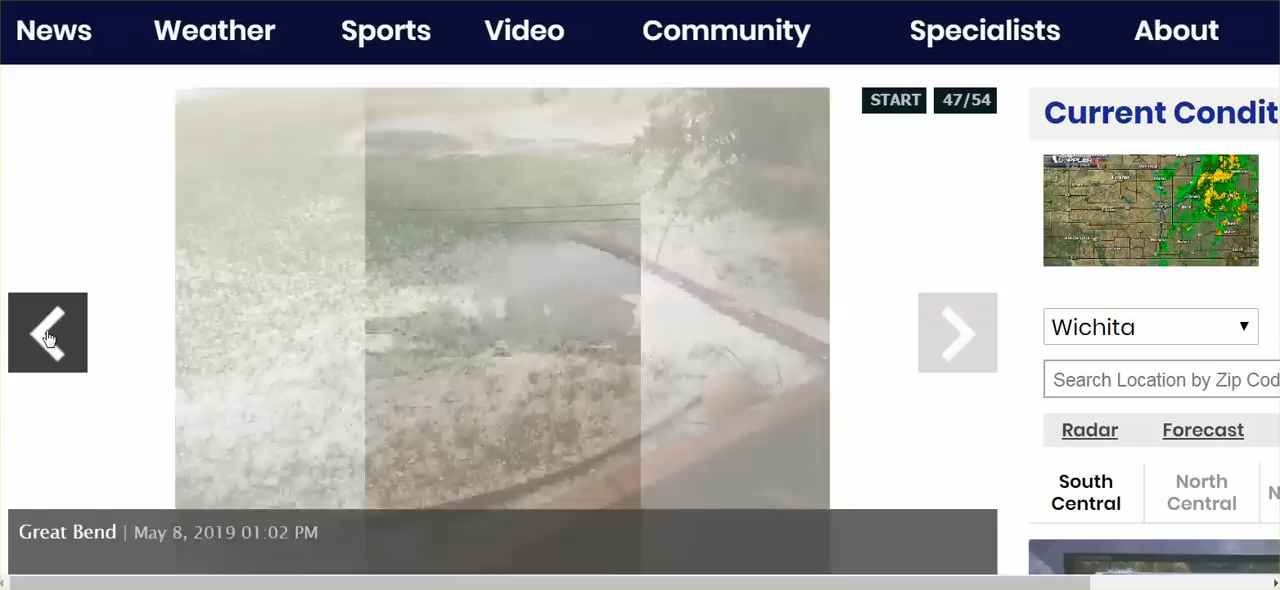 News Weather Sports Video Community Specialists About
START 47/54
Current Condit
DOPPLER
Wichita
Search Location by Zip Cod
Radar Forecast
South Central
North Central
N
Great Bend | May 8, 2019 01:02 PM